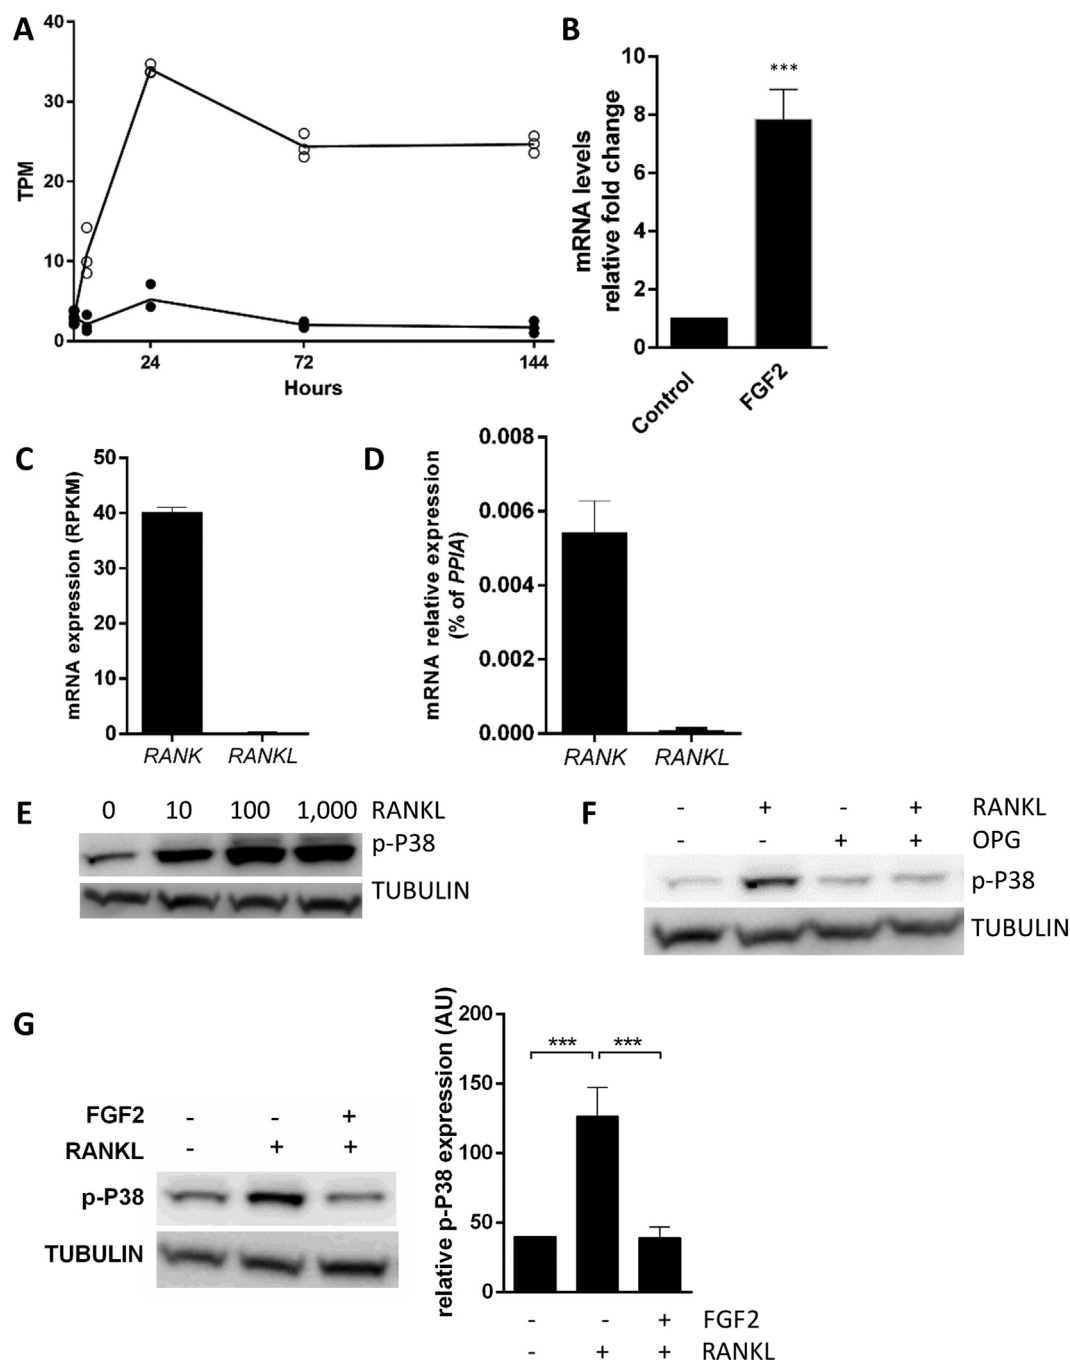 A
40
30
20
10
0
TPM
24
72
144
Hours
B
10
8
6
4
2
0
mRNA levels
relative fold change
***
Control
FGF2
C
50
40
30
20
10
0
mRNA expression (RPKM)
RANK
RANKL
D
0.008
0.006
0.004
0.002
0.000
mRNA relative expression
(% of PPIA)
RANK
RANKL
E
0 10 100 1,000 RANKL
p-P38
TUBULIN
F
- + - + RANKL
- - + + OPG
p-P38
TUBULIN
G
FGF2 - - +
RANKL - + +
p-P38
TUBULIN
200
150
100
50
0
relative p-P38 expression (AU)
*** ***
- - + FGF2
- + + RANKL